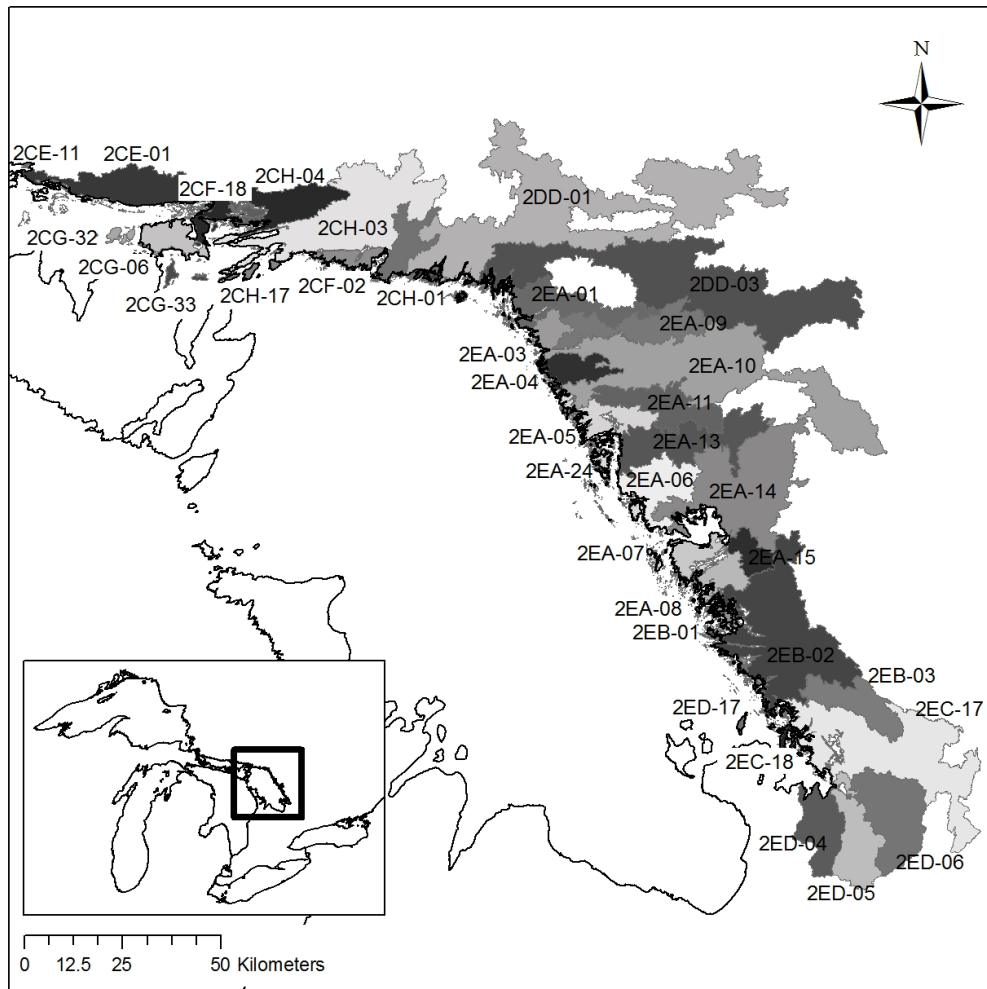 N
2CE-11
2CE-01
2CF-18
2CH-04
2DD-01
2CG-32
2CH-03
2CG-06
2CG-33
2CH-17
2CF-02
2CH-01
2EA-01
2DD-03
2EA-09
2EA-03
2EA-04
2EA-10
2EA-11
2EA-05
2EA-13
2EA-24
2EA-06
2EA-14
2EA-07
2EA-15
2EA-08
2EB-01
2EB-02
2EB-03
2ED-17
2EC-17
2EC-18
2ED-04
2ED-06
2ED-05
0 12.5 25 50 Kilometers